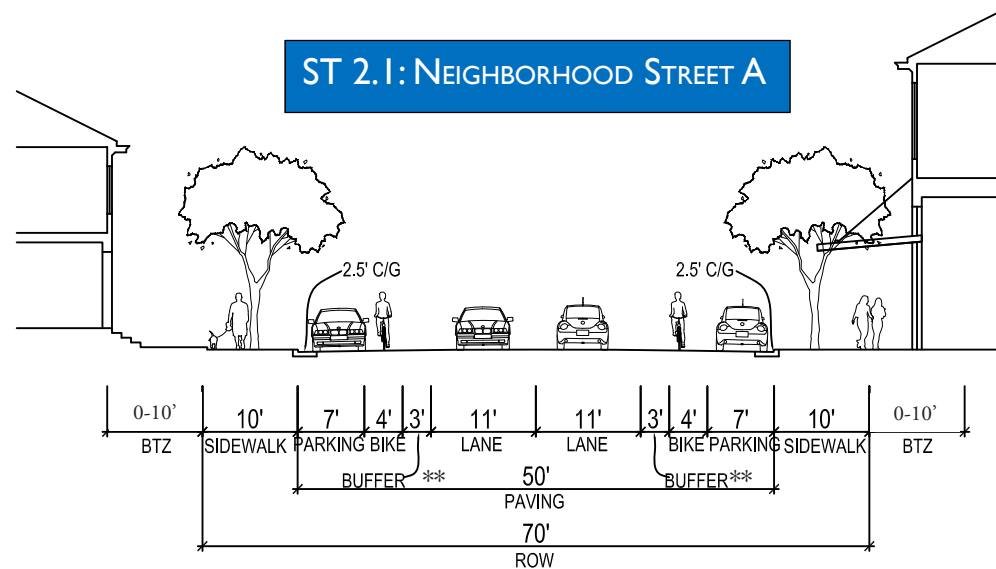 ST 2.1: NEIGHBORHOOD STREET A
2.5' C/G 2.5' C/G
0-10’ 10' 7' 4' 3' 11' 11' 3' 4' 7' 10' 0-10’
BTZ SIDEWALK PARKING BIKE LANE LANE BIKE PARKING SIDEWALK BTZ
BUFFER ** 50' BUFFER**
PAVING
70'
ROW